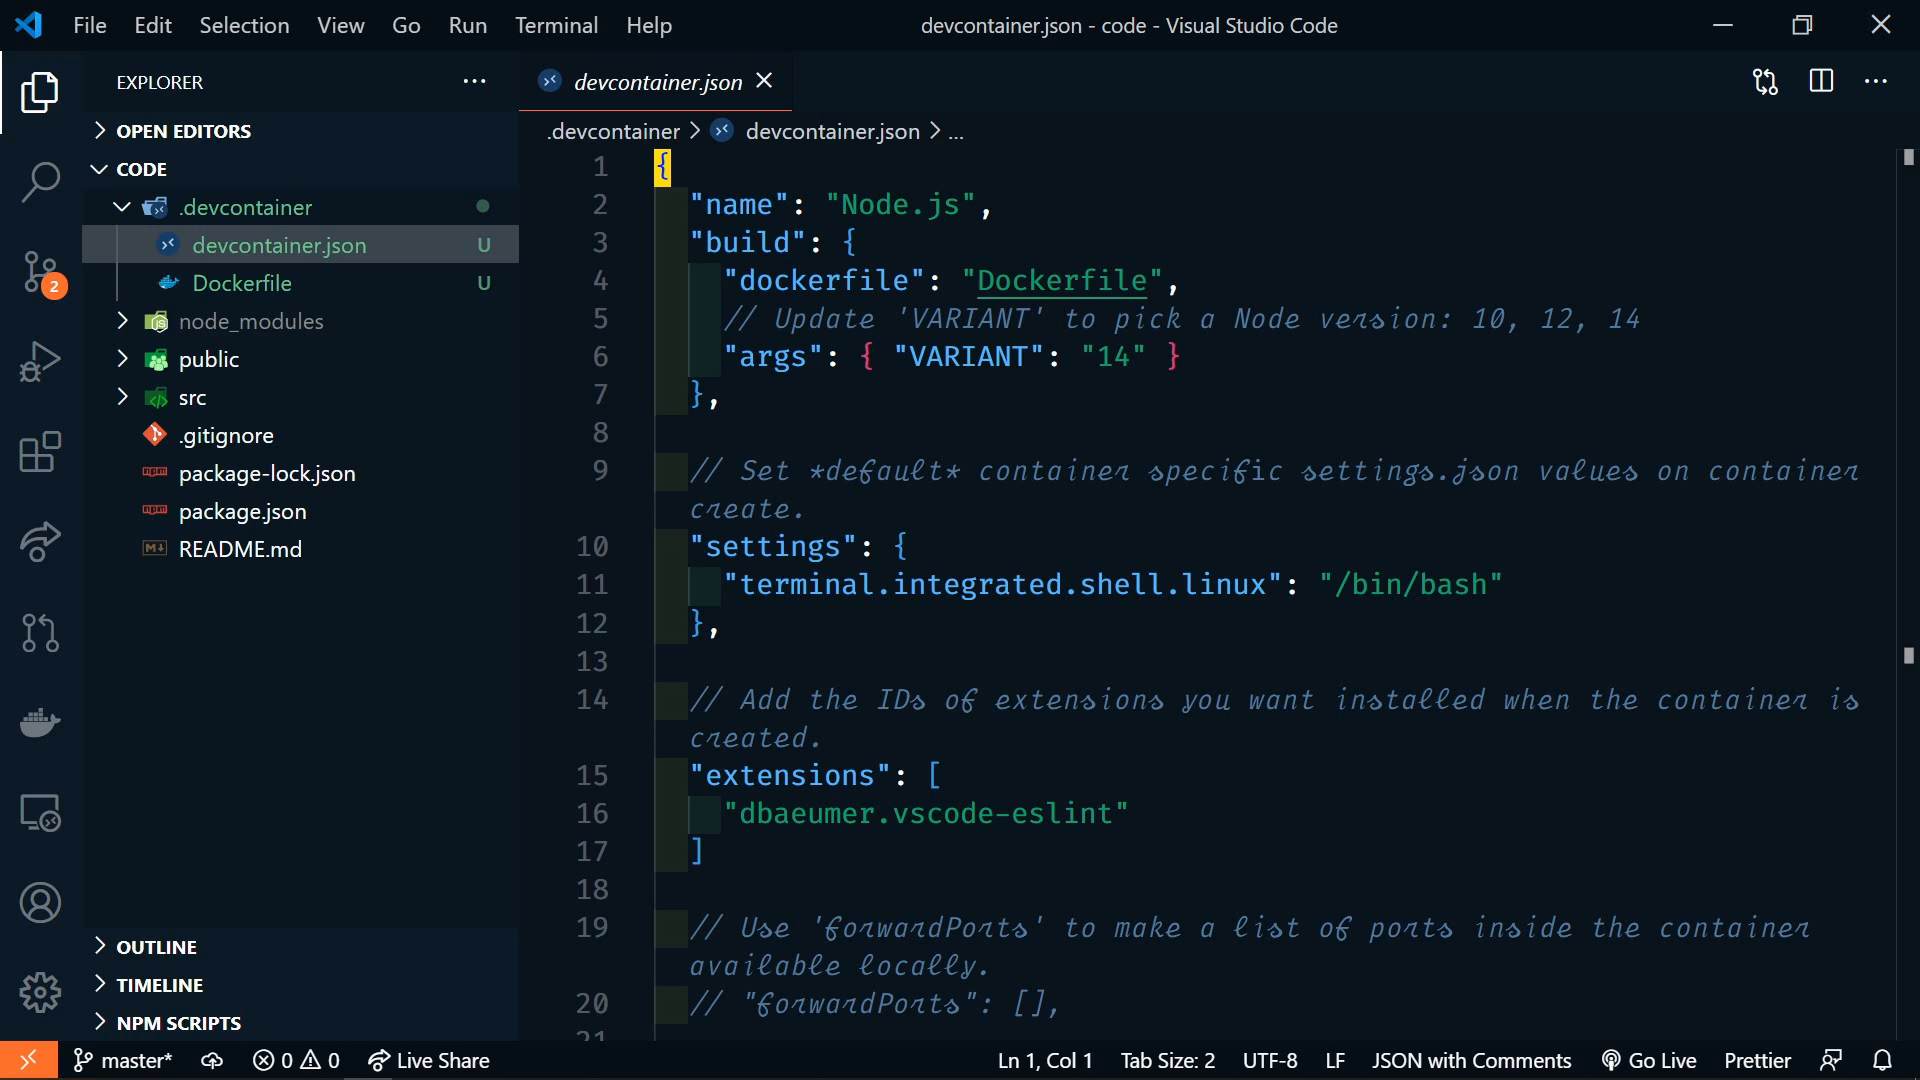 File Edit Selection View Go Run Terminal Help
devcontainer.json - code - Visual Studio Code
EXPLORER
OPEN EDITORS
CODE
.devcontainer
devcontainer.json U
Dockerfile U
node_modules
public
src
.gitignore
package-lock.json
package.json
README.md
OUTLINE
TIMELINE
NPM SCRIPTS
2
devcontainer.json
.devcontainer > devcontainer.json > ...
1 {
2 "name": "Node.js",
3 "build": {
4 "dockerfile": "Dockerfile",
5 // Update 'VARIANT' to pick a Node version: 10, 12, 14
6 "args": { "VARIANT": "14" }
7 },
8
9 // Set *default* container specific settings.json values on container
create.
10 "settings": {
11 "terminal.integrated.shell.linux": "/bin/bash"
12 },
13
14 // Add the IDs of extensions you want installed when the container is
created.
15 "extensions": [
16 "dbaeumer.vscode-eslint"
17 ]
18
19 // Use 'forwardPorts' to make a list of ports inside the container
available locally.
20 // "forwardPorts": [],
21
master* 0 0 Live Share Ln 1, Col 1 Tab Size: 2 UTF-8 LF JSON with Comments Go Live Prettier